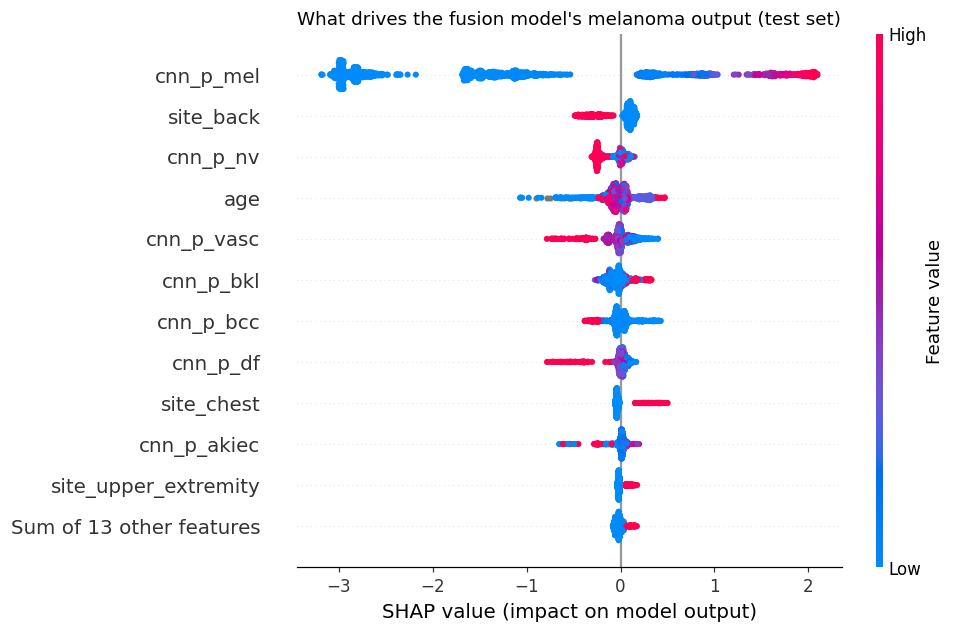 What drives the fusion model's melanoma output (test set)
High
cnn_p_mel
site_back
cnn_p_nv
age
cnn_p_vasc
cnn_p_bkl
cnn_p_bcc
cnn_p_df
site_chest
cnn_p_akiec
site_upper_extremity
Sum of 13 other features
Feature value
Low
−3 −2 −1 0 1 2
SHAP value (impact on model output)